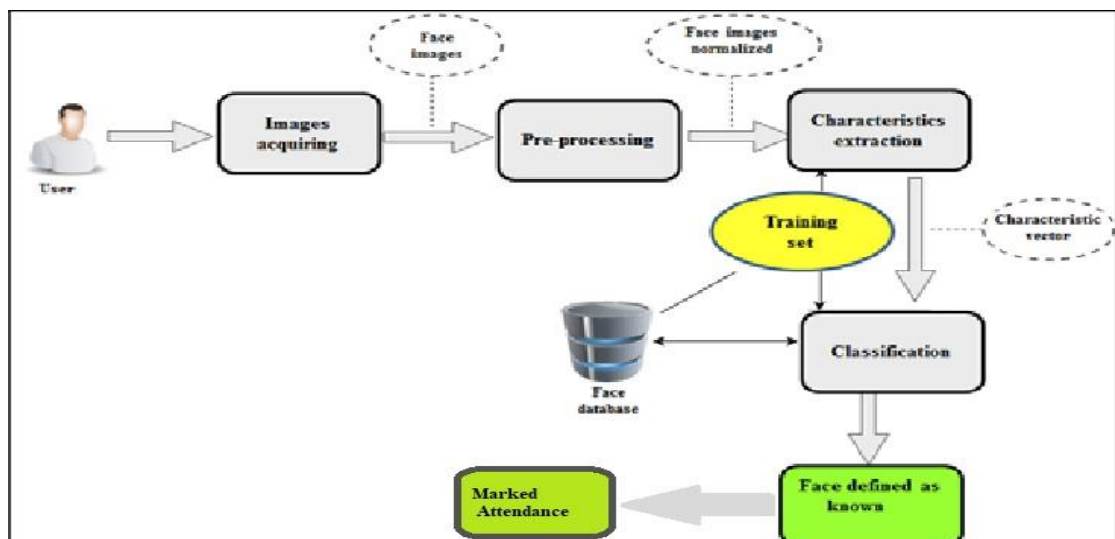 Face
images
Face images
normalized
User
Images
acquiring
Pre-processing
Characteristics
extraction
Training
set
Characteristic
vector
Classification
Face
database
Face defined as
known
Marked
Attendance